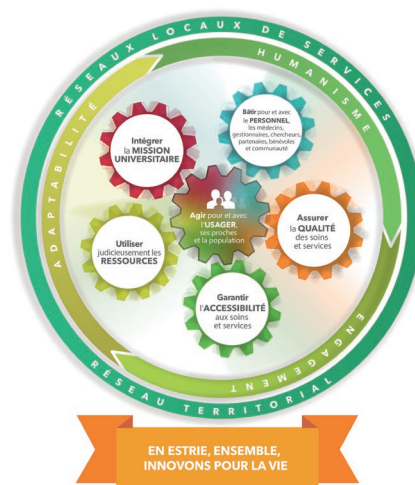 RÉSEAUX LOCAUX DE SERVICES
HUMANISME
ADAPTABILITÉ
Bâtir pour et avec
le PERSONNEL,
les médecins,
gestionnaires, chercheurs,
partenaires, bénévoles
et communauté
Intégrer
la MISSION
UNIVERSITAIRE
Agir pour et avec
l'USAGER,
ses proches
et la population
Assurer
la QUALITÉ
des soins
et services
Utiliser
judicieusement les
RESSOURCES
Garantir
l'ACCESSIBILITÉ
aux soins
et services
ENGAGEMENT
RÉSEAU TERRITORIAL
EN ESTRIE, ENSEMBLE,
INNOVONS POUR LA VIE